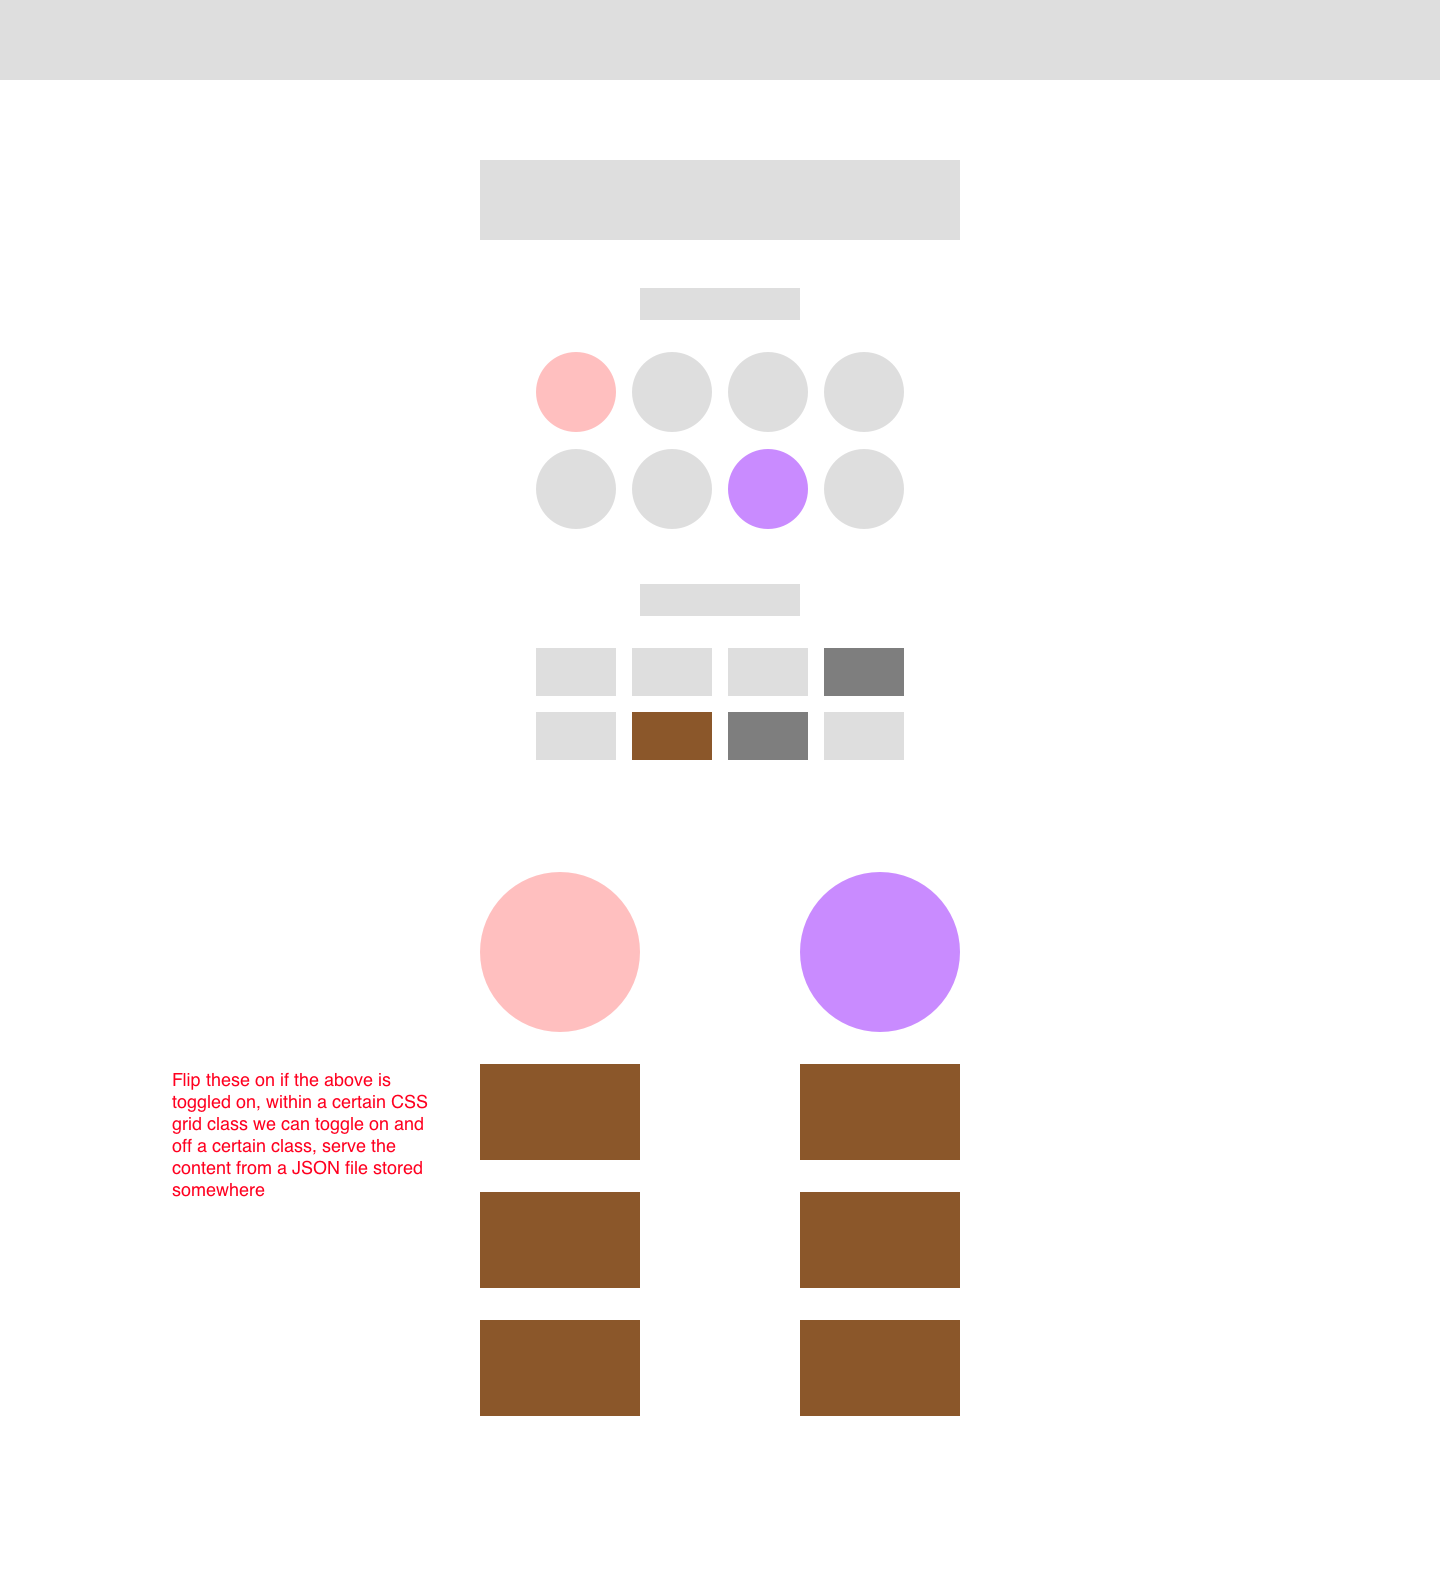 Flip these on if the above is
toggled on, within a certain CSS
grid class we can toggle on and
off a certain class, serve the
content from a JSON file stored
somewhere